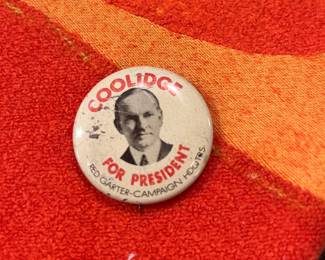 COOLIDGE
FOR PRESIDENT
RED GARTER-CAMPAIGN HDQTRS.